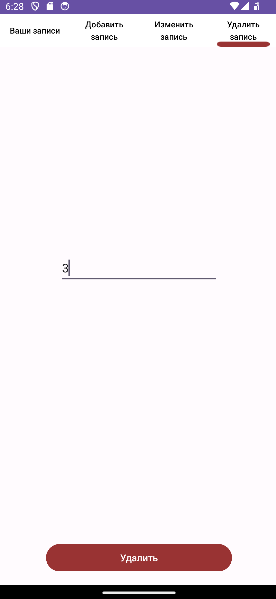 6:28
Ваши записи
Добавить
запись
Изменить
запись
Удалить
запись
3
Удалить